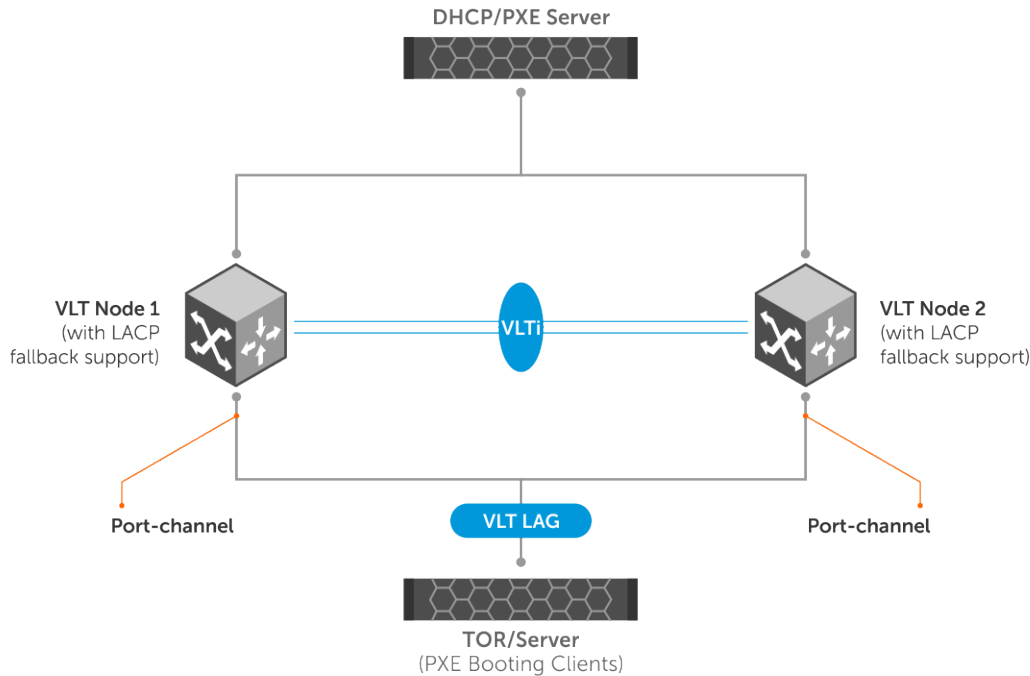 DHCP/PXE Server
VLT Node 1
(with LACP
fallback support)
VLTi
VLT Node 2
(with LACP
fallback support)
Port-channel
VLT LAG
Port-channel
TOR/Server
(PXE Booting Clients)